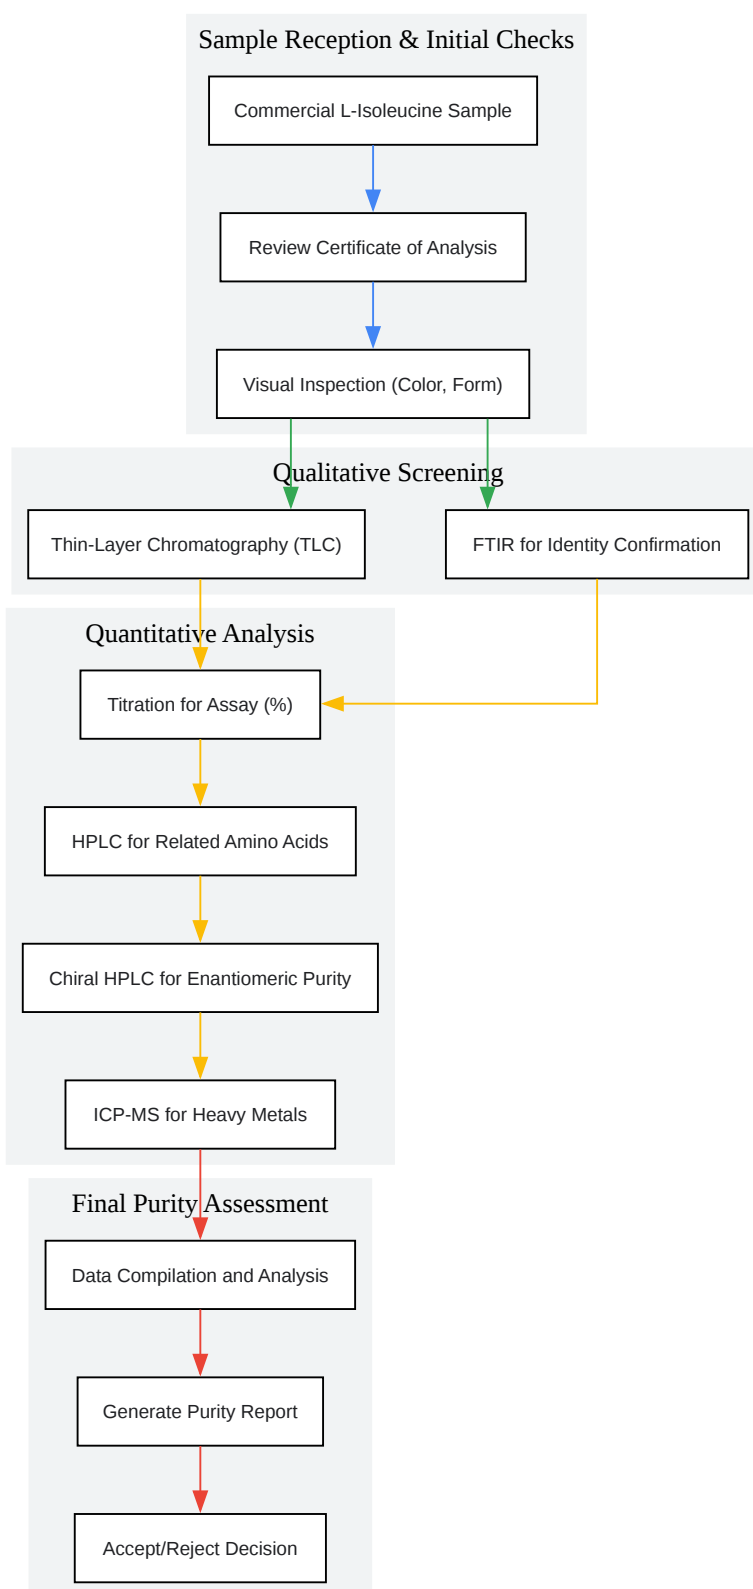 Sample Reception & Initial Checks
Commercial L-Isoleucine Sample
Review Certificate of Analysis
Visual Inspection (Color, Form)
Qualitative Screening
Thin-Layer Chromatography (TLC)
FTIR for Identity Confirmation
Quantitative Analysis
Titration for Assay (%)
HPLC for Related Amino Acids
Chiral HPLC for Enantiomeric Purity
ICP-MS for Heavy Metals
Final Purity Assessment
Data Compilation and Analysis
Generate Purity Report
Accept/Reject Decision